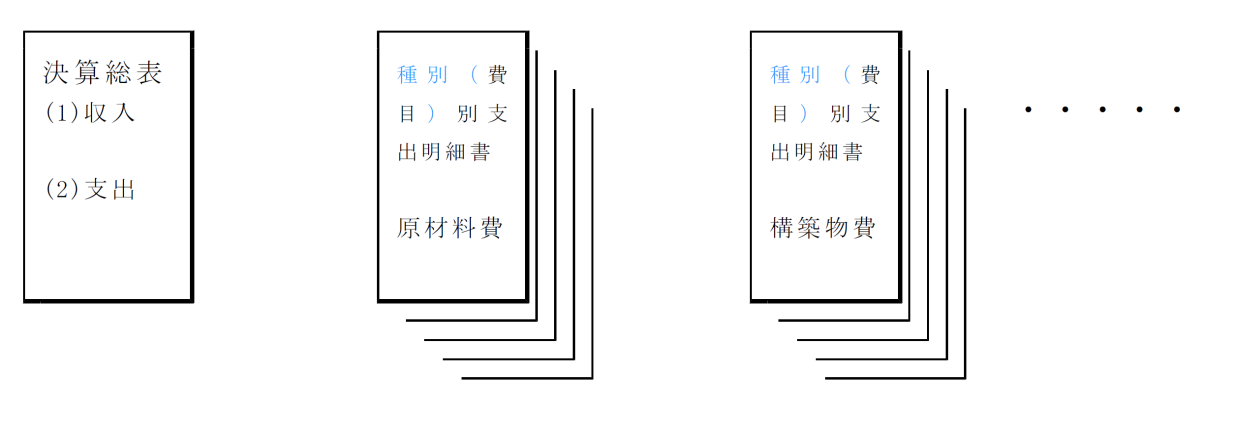 決算総表
(1)収入
(2)支出
種別(費
目)別支
出明細書
原材料費
種別(費
目)別支
出明細書
構築物費
・・・・・